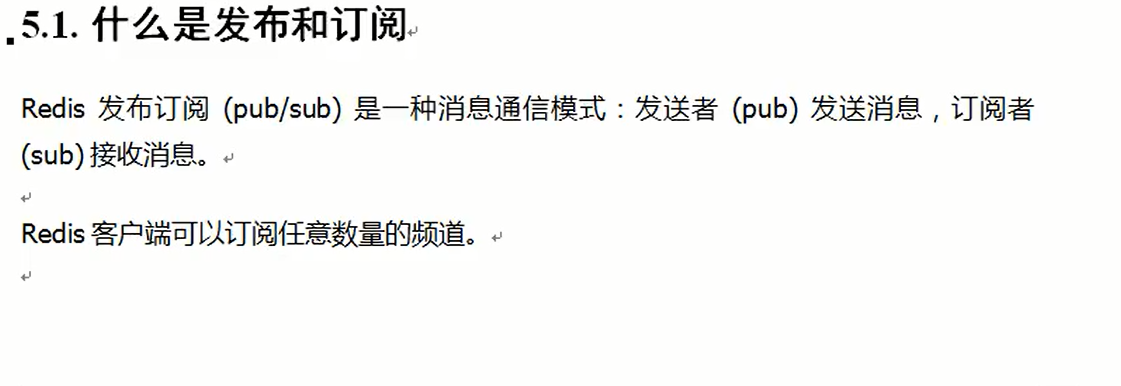 5.1. 什么是发布和订阅
Redis 发布订阅 (pub/sub) 是一种消息通信模式：发送者 (pub) 发送消息，订阅者
(sub) 接收消息。
Redis 客户端可以订阅任意数量的频道。